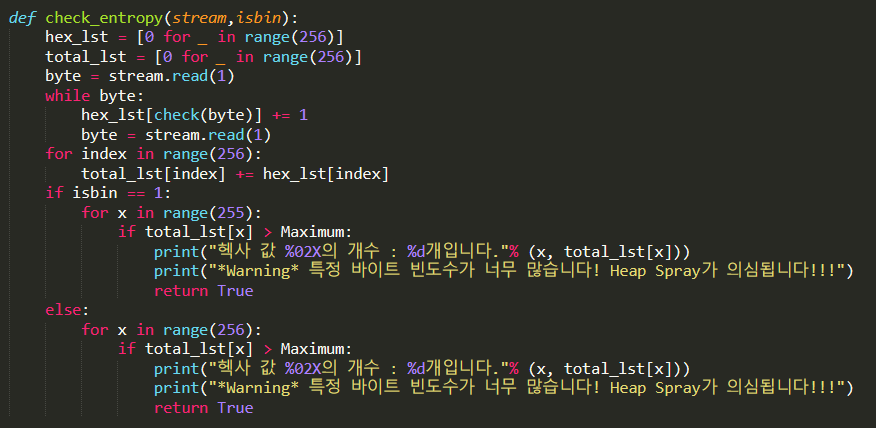 def check_entropy(stream,isbin):
    hex_lst = [0 for _ in range(256)]
    total_lst = [0 for _ in range(256)]
    byte = stream.read(1)
    while byte:
        hex_lst[check(byte)] += 1
        byte = stream.read(1)
    for index in range(256):
        total_lst[index] += hex_lst[index]
    if isbin == 1:
        for x in range(255):
            if total_lst[x] > Maximum:
                print("헥사 값 %02X의 개수 : %d개입니다."% (x, total_lst[x]))
                print("*Warning* 특정 바이트 빈도수가 너무 많습니다! Heap Spray가 의심됩니다!!!")
                return True
    else:
        for x in range(256):
            if total_lst[x] > Maximum:
                print("헥사 값 %02X의 개수 : %d개입니다."% (x, total_lst[x]))
                print("*Warning* 특정 바이트 빈도수가 너무 많습니다! Heap Spray가 의심됩니다!!!")
                return True